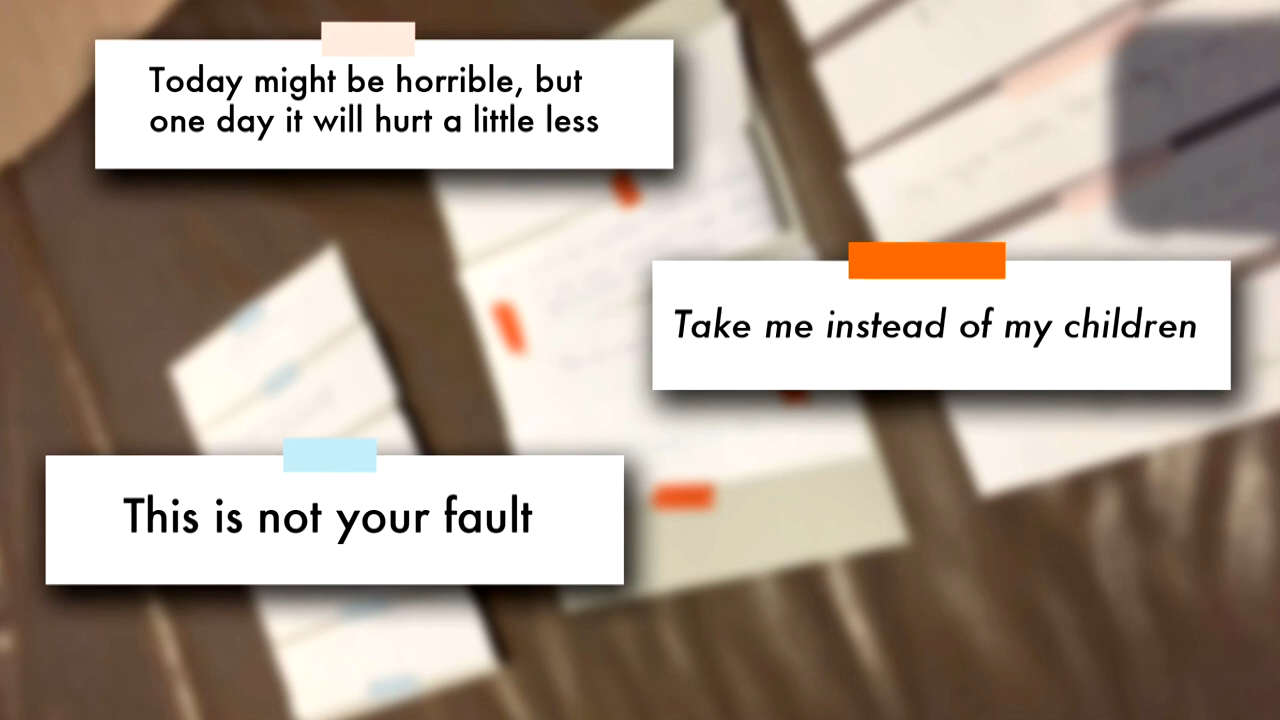 Today might be horrible, but
one day it will hurt a little less
Take me instead of my children
This is not your fault